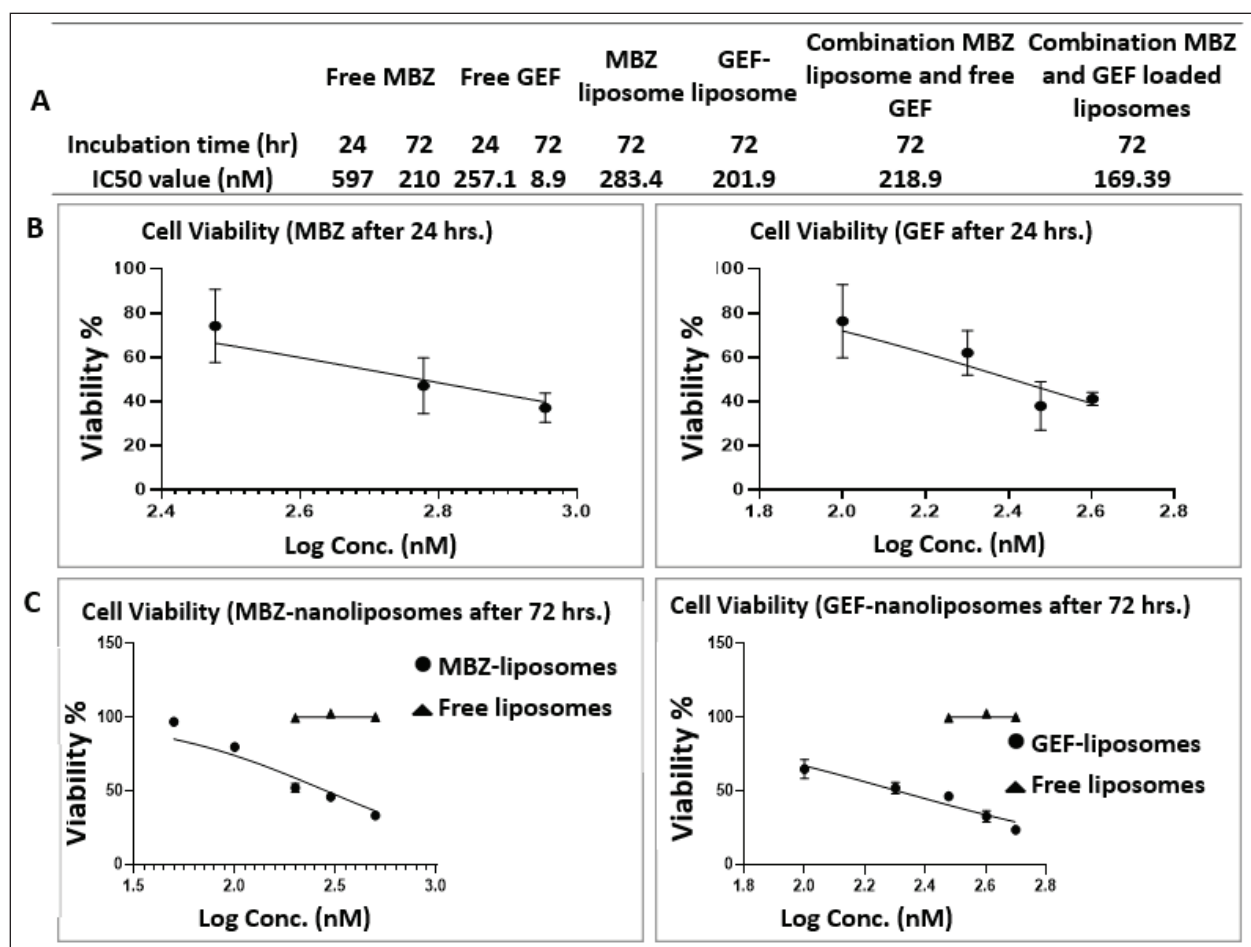 A
Free MBZ Free GEF MBZ liposome GEF-liposome Combination MBZ liposome and free GEF Combination MBZ and GEF loaded liposomes
Incubation time (hr) 24 72 24 72 72 72 72 72
IC50 value (nM) 597 210 257.1 8.9 283.4 201.9 218.9 169.39
B
Cell Viability (MBZ after 24 hrs.)
Viability %
100
80
60
40
20
0
2.4 2.6 2.8 3.0
Log Conc. (nM)
Cell Viability (GEF after 24 hrs.)
Viability %
100
80
60
40
20
0
1.8 2.0 2.2 2.4 2.6 2.8
Log Conc. (nM)
C
Cell Viability (MBZ-nanoliposomes after 72 hrs.)
Viability %
150
100
50
0
MBZ-liposomes
Free liposomes
1.5 2.0 2.5 3.0
Log Conc. (nM)
Cell Viability (GEF-nanoliposomes after 72 hrs.)
Viability %
150
100
50
0
GEF-liposomes
Free liposomes
1.8 2.0 2.2 2.4 2.6 2.8
Log Conc. (nM)